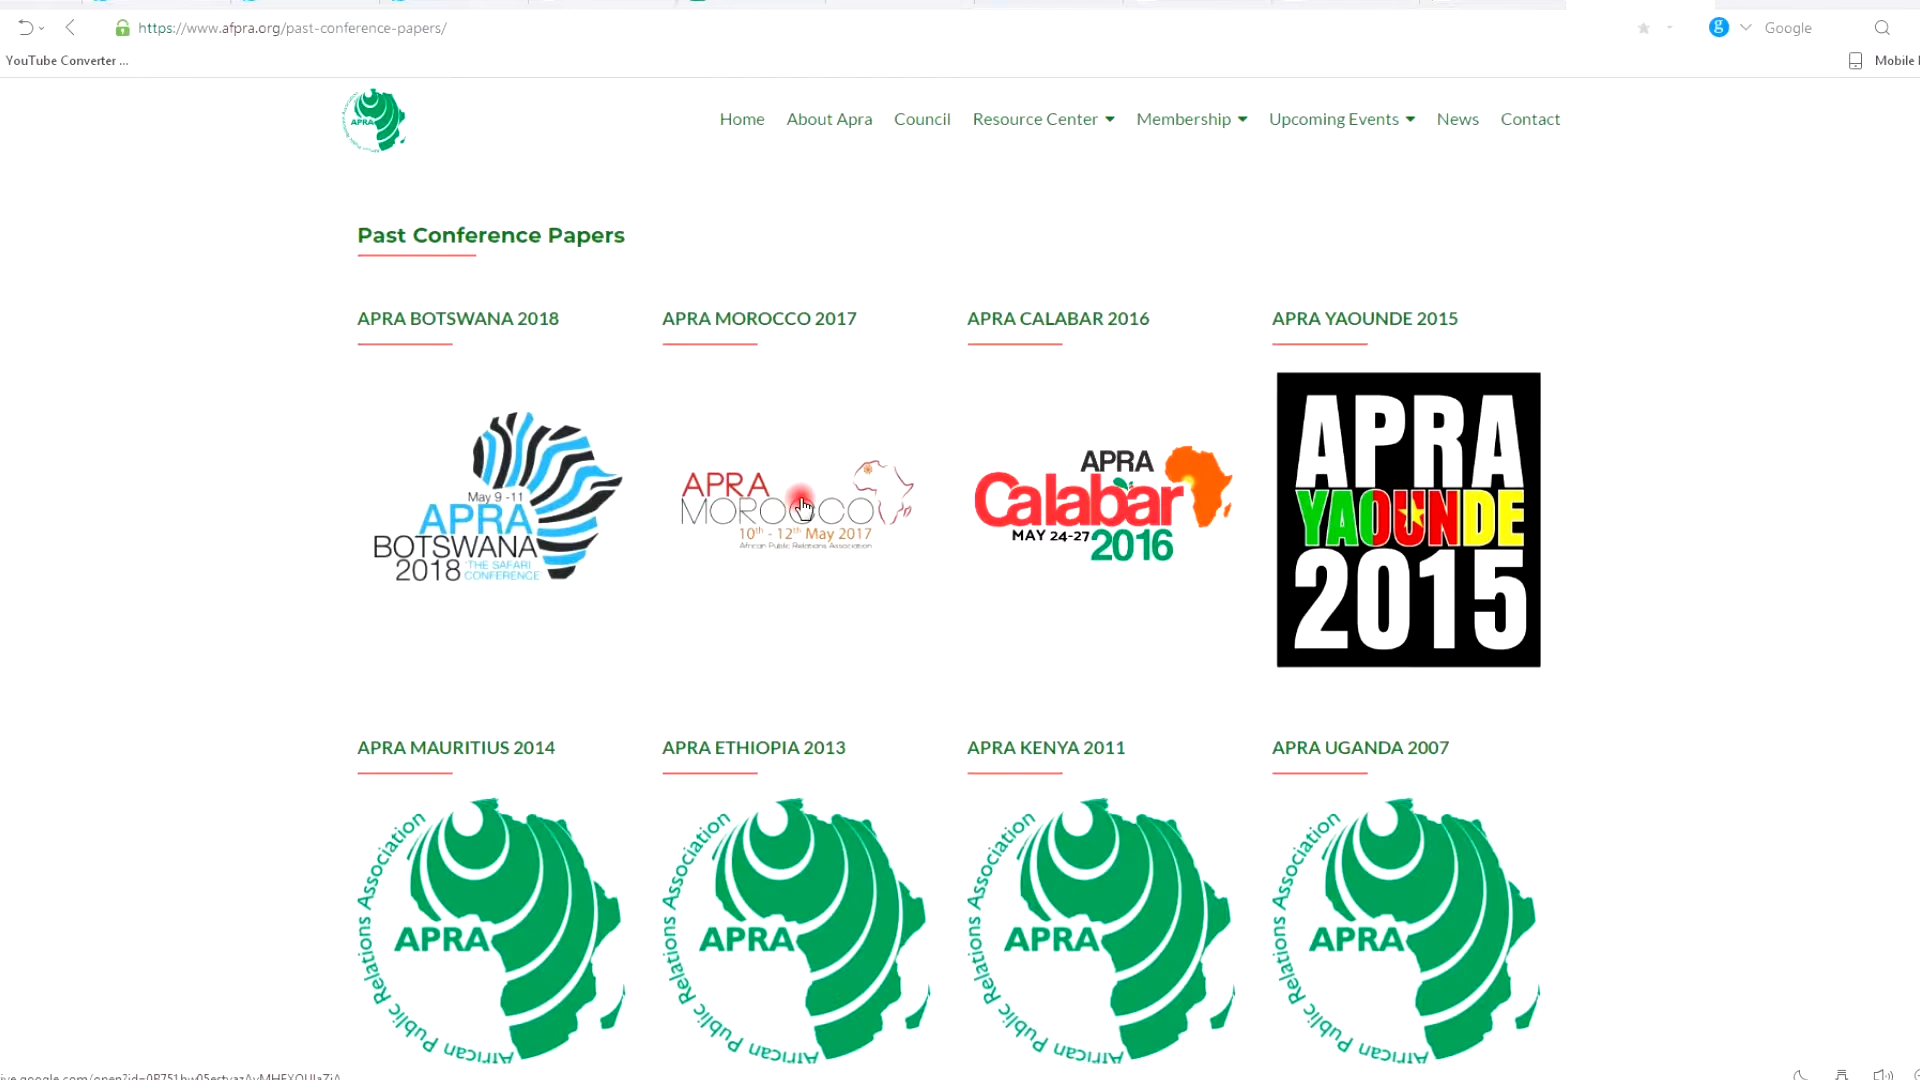 https://www.afpra.org/past-conference-papers/
Google
YouTube Converter ...
Mobile
APRA
Home
About Apra
Council
Resource Center
Membership
Upcoming Events
News
Contact
Past Conference Papers
APRA BOTSWANA 2018
APRA MOROCCO 2017
APRA CALABAR 2016
APRA YAOUNDE 2015
May 9 -11
APRA
BOTSWANA
2018 'THE SAFARI
CONFERENCE
APRA
MOROCCO
10th - 12th May 2017
African Public Relations Association
APRA
Calabar
MAY 24-27
2016
APRA
YAOUNDE
2015
APRA MAURITIUS 2014
APRA ETHIOPIA 2013
APRA KENYA 2011
APRA UGANDA 2007
African Public Relations Association
APRA
African Public Relations Association
APRA
African Public Relations Association
APRA
African Public Relations Association
APRA